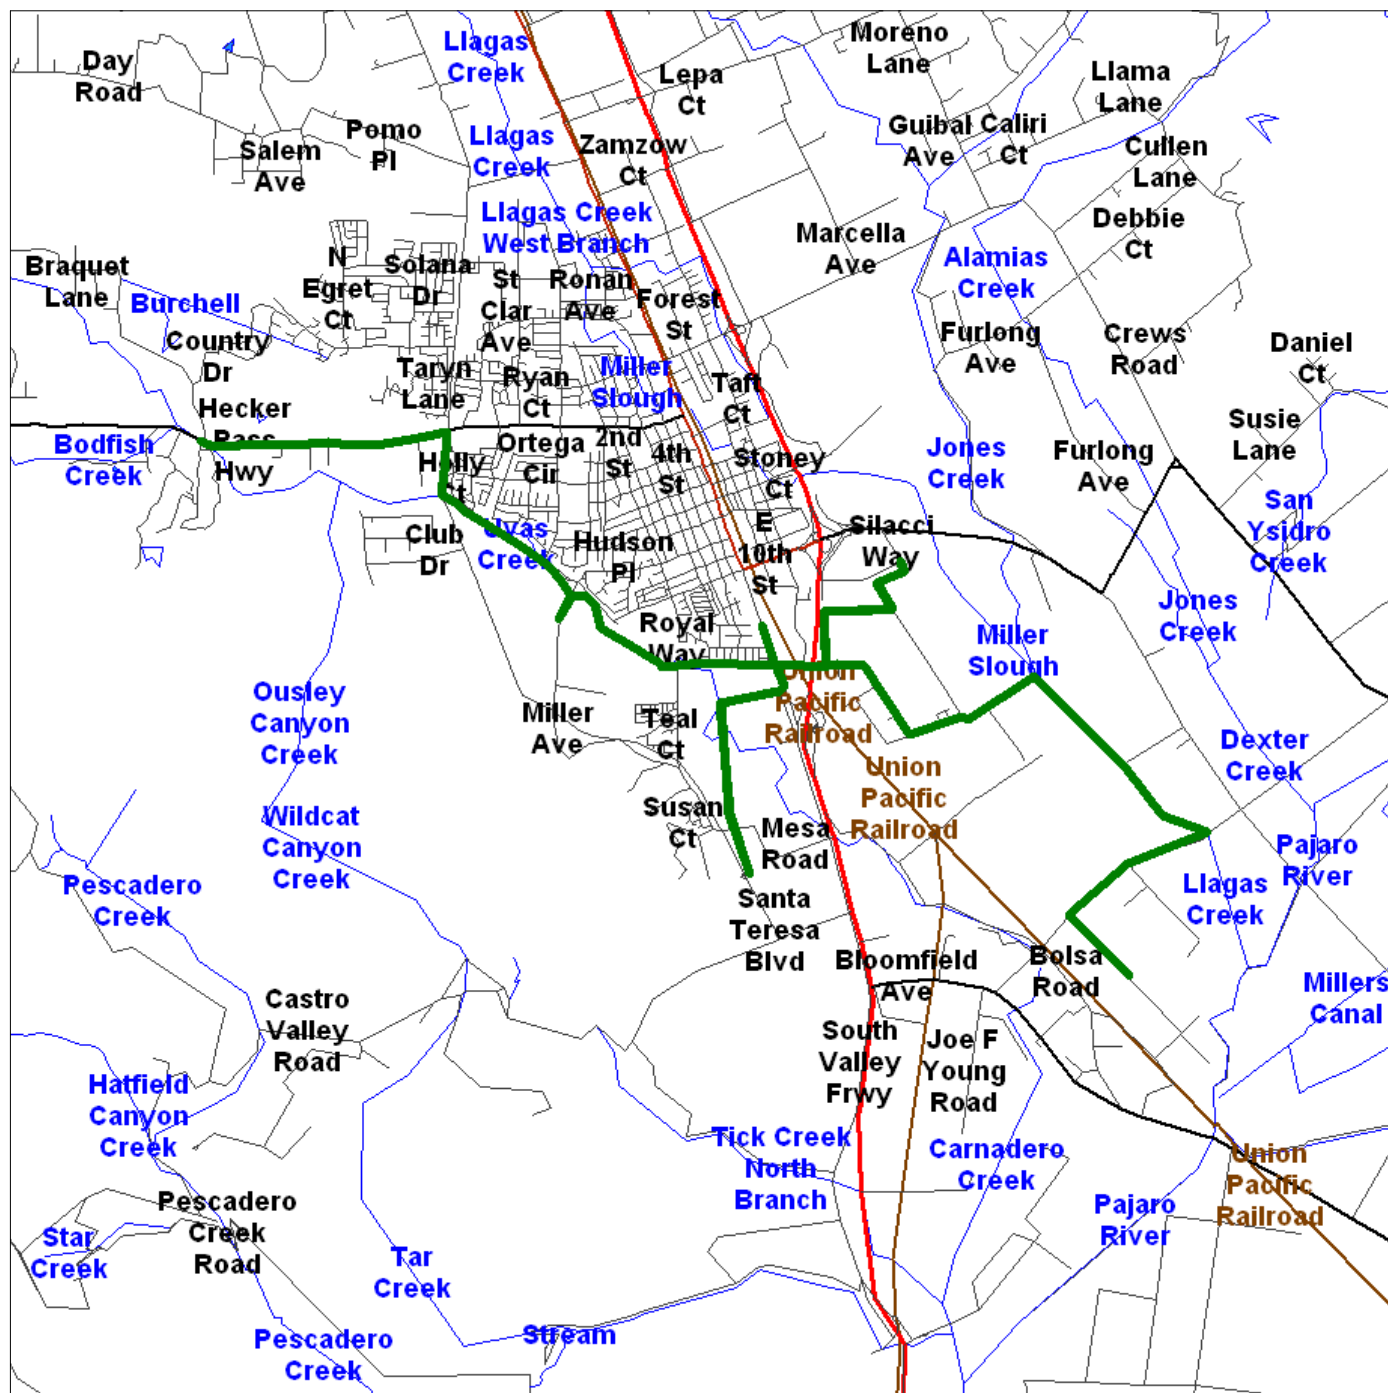 Llagas
Creek
Moreno
Lane
Day
Road
Lepa
Ct
Llama
Lane
Pomo
Pl
Llagas
Creek
Zamzow
Ct
Guibal
Ave
Caliri
Ct
Salem
Ave
Cullen
Lane
Llagas Creek
West Branch
Marcella
Ave
Debbie
Ct
Braquet
Lane
Burchell
N
Egret
Ct
Solana
Dr
St
Clar
Ave
Ronan
Ave
Forest
St
Alamias
Creek
Country
Dr
Taryn
Lane
Ryan
Ct
Miller
Slough
Taft
Ct
Furlong
Ave
Crews
Road
Daniel
Ct
Hecker
Pass
Hwy
Bodfish
Creek
Holly
Ct
Ortega
Cir
2nd
St
4th
St
Stoney
Ct
Jones
Creek
Furlong
Ave
Susie
Lane
Club
Dr
Uvas
Creek
Hudson
Pl
E
10th
St
Silacci
Way
San
Ysidro
Creek
Royal
Way
Miller
Slough
Jones
Creek
Ousley
Canyon
Creek
Miller
Ave
Teal
Ct
Union
Pacific
Railroad
Union
Pacific
Railroad
Dexter
Creek
Wildcat
Canyon
Creek
Susan
Ct
Mesa
Road
Pajaro
River
Pescadero
Creek
Santa
Teresa
Blvd
Llagas
Creek
Bloomfield
Ave
Bolsa
Road
Millers
Canal
Castro
Valley
Road
South
Valley
Frwy
Joe F
Young
Road
Hatfield
Canyon
Creek
Tick Creek
North
Branch
Carnadero
Creek
Union
Pacific
Railroad
Pescadero
Creek
Road
Star
Creek
Tar
Creek
Pajaro
River
Pescadero
Creek
Stream